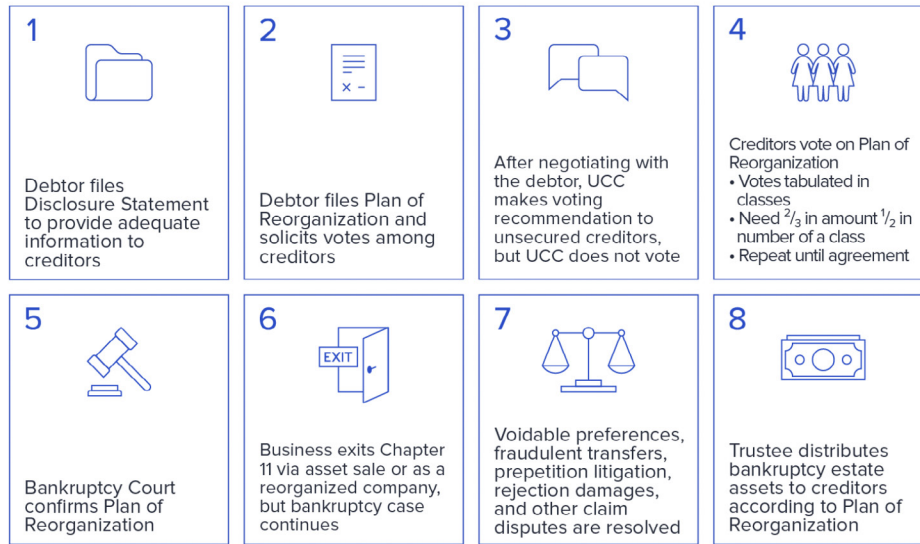 1
Debtor files
Disclosure Statement
to provide adequate
information to
creditors
2
x –
Debtor files Plan of
Reorganization and
solicits votes among
creditors
3
After negotiating with
the debtor, UCC
makes voting
recommendation to
unsecured creditors,
but UCC does not vote
4
Creditors vote on Plan of
Reorganization
• Votes tabulated in
classes
• Need 2/3 in amount 1/2 in
number of a class
• Repeat until agreement
5
Bankruptcy Court
confirms Plan of
Reorganization
6
EXIT
Business exits Chapter
11 via asset sale or as a
reorganized company,
but bankruptcy case
continues
7
Voidable preferences,
fraudulent transfers,
prepetition litigation,
rejection damages,
and other claim
disputes are resolved
8
Trustee distributes
bankruptcy estate
assets to creditors
according to Plan of
Reorganization